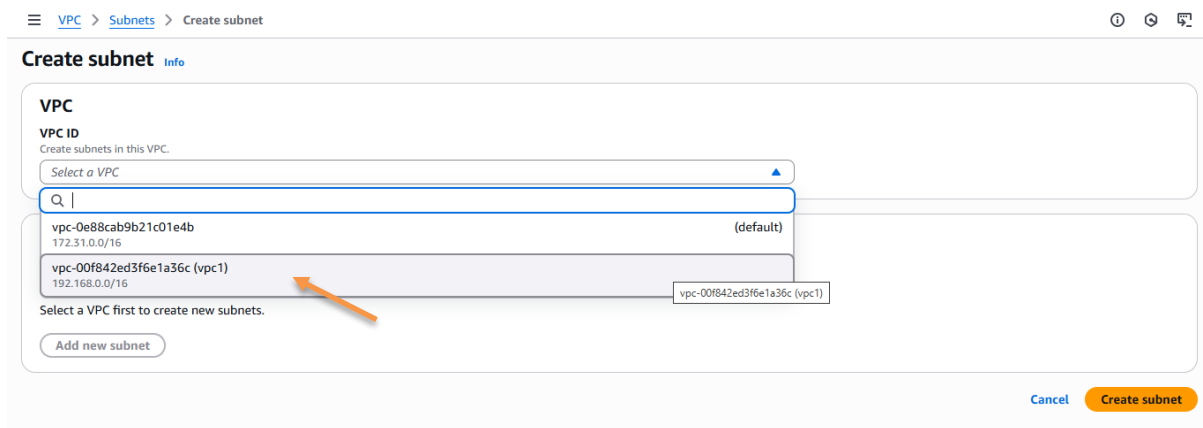 VPC > Subnets > Create subnet
Create subnet Info
VPC
VPC ID
Create subnets in this VPC.
Select a VPC
vpc-0e88cab9b21c01e4b (default)
172.31.0.0/16
vpc-00f842ed3f6e1a36c (vpc1)
192.168.0.0/16
vpc-00f842ed3f6e1a36c (vpc1)
Select a VPC first to create new subnets.
Add new subnet
Cancel Create subnet